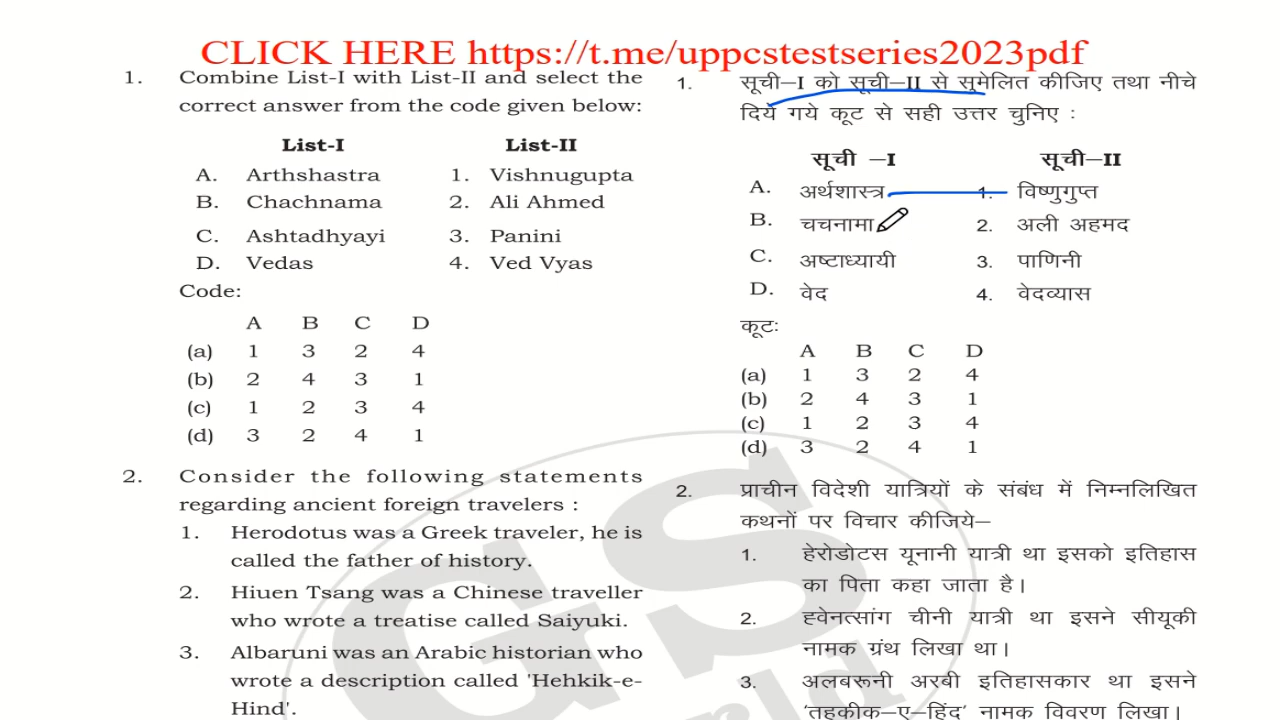 CLICK HERE https://t.me/uppcstestseries2023pdf
1. Combine List-I with List-II and select the
correct answer from the code given below:
List-I List-II
A. Arthshastra 1. Vishnugupta
B. Chachnama 2. Ali Ahmed
C. Ashtadhyayi 3. Panini
D. Vedas 4. Ved Vyas
Code:
A B C D
(a) 1 3 2 4
(b) 2 4 3 1
(c) 1 2 3 4
(d) 3 2 4 1
2. Consider the following statements
regarding ancient foreign travelers :
1. Herodotus was a Greek traveler, he is
called the father of history.
2. Hiuen Tsang was a Chinese traveller
who wrote a treatise called Saiyuki.
3. Albaruni was an Arabic historian who
wrote a description called 'Hehkik-e-
Hind'.
1. सूची–I को सूची–II से सुमेलित कीजिए तथा नीचे
दिये गये कूट से सही उत्तर चुनिए :
सूची –I सूची–II
A. अर्थशास्त्र 1. विष्णुगुप्त
B. चचनामा 2. अली अहमद
C. अष्टाध्यायी 3. पाणिनी
D. वेद 4. वेदव्यास
कूटः
A B C D
(a) 1 3 2 4
(b) 2 4 3 1
(c) 1 2 3 4
(d) 3 2 4 1
2. प्राचीन विदेशी यात्रियों के संबंध में निम्नलिखित
कथनों पर विचार कीजिये–
1. हेरोडोटस यूनानी यात्री था इसको इतिहास
का पिता कहा जाता है।
2. ह्वेनत्सांग चीनी यात्री था इसने सीयूकी
नामक ग्रंथ लिखा था।
3. अलबरूनी अरबी इतिहासकार था इसने
'तहकीक–ए–हिंद' नामक विवरण लिखा।
GS